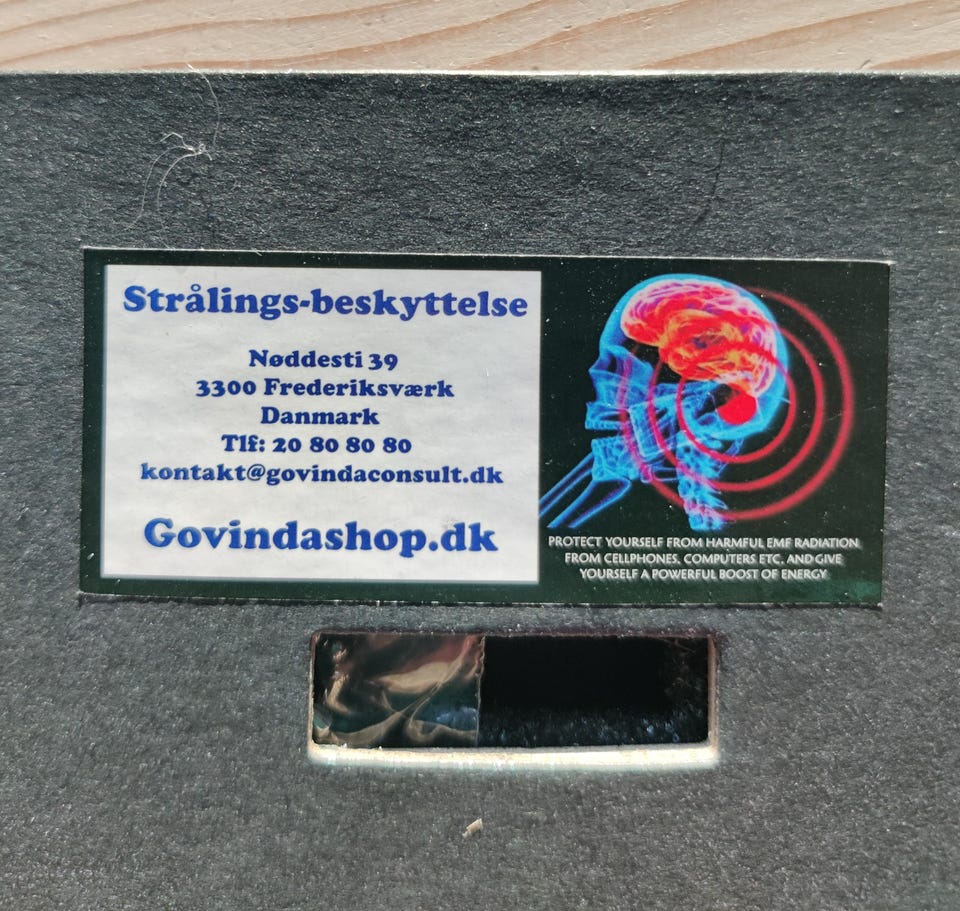 Strålings-beskyttelse
Nøddesti 39
3300 Frederiksværk
Danmark
Tlf: 20 80 80 80
kontakt@govindaconsult.dk
Govindashop.dk
PROTECT YOURSELF FROM HARMFUL EMF RADIATION
FROM CELLPHONES, COMPUTERS ETC, AND GIVE
YOURSELF A POWERFUL BOOST OF ENERGY